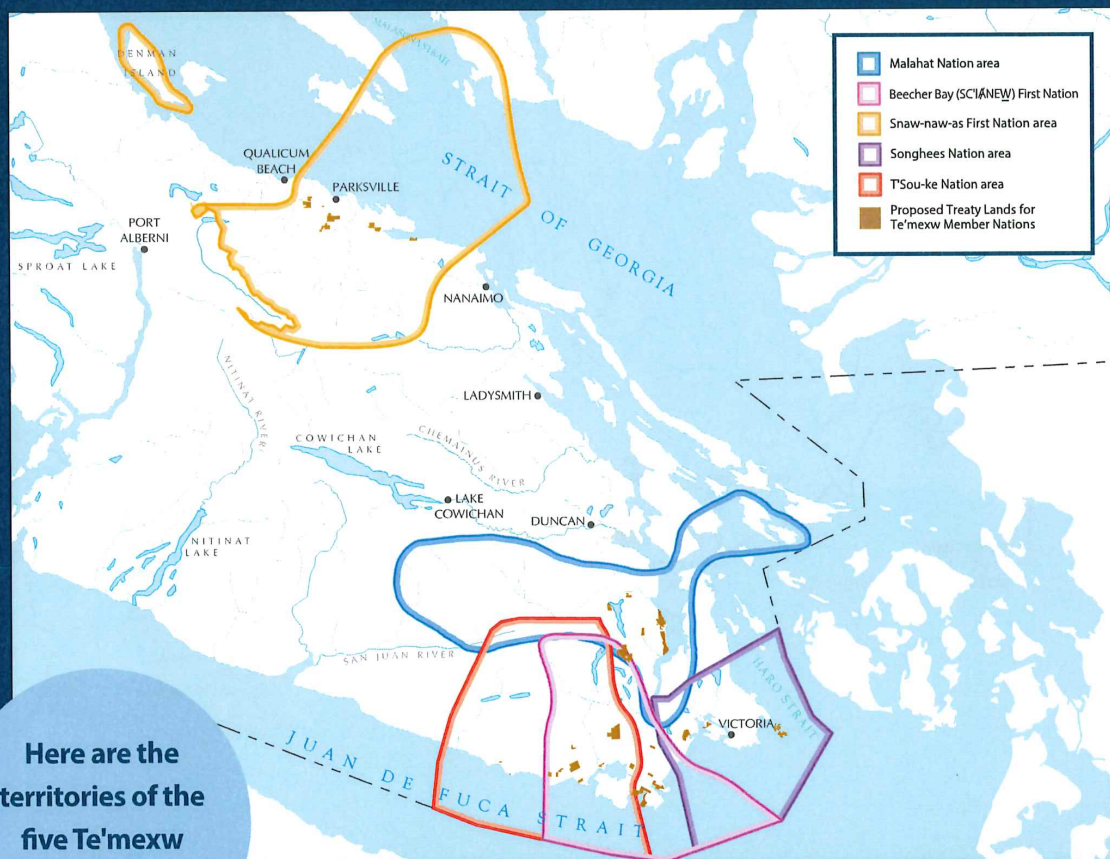 DENMAN
ISLAND
MALASPINA STRAIT
QUALICUM
BEACH
PARKSVILLE
PORT
ALBERNI
SPROAT LAKE
STRAIT OF GEORGIA
NANAIMO
NITINAT RIVER
LADYSMITH
COWICHAN
LAKE
CHEMAINUS RIVER
LAKE
COWICHAN
DUNCAN
NITINAT
LAKE
SAN JUAN RIVER
HARO STRAIT
VICTORIA
JUAN DE FUCA STRAIT
Malahat Nation area
Beecher Bay (SC'IȺNEW̲) First Nation
Snaw-naw-as First Nation area
Songhees Nation area
T'Sou-ke Nation area
Proposed Treaty Lands for
Te'mexw Member Nations
Here are the
territories of the
five Te'mexw